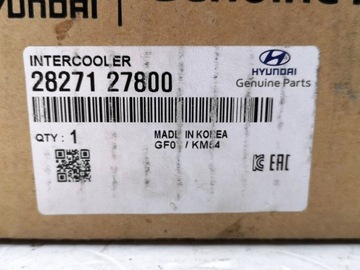 HYUNDAI
INTERCOOLER
28271 27800
HYUNDAI
Genuine Parts
QTY : 1
MADE IN KOREA
EAC